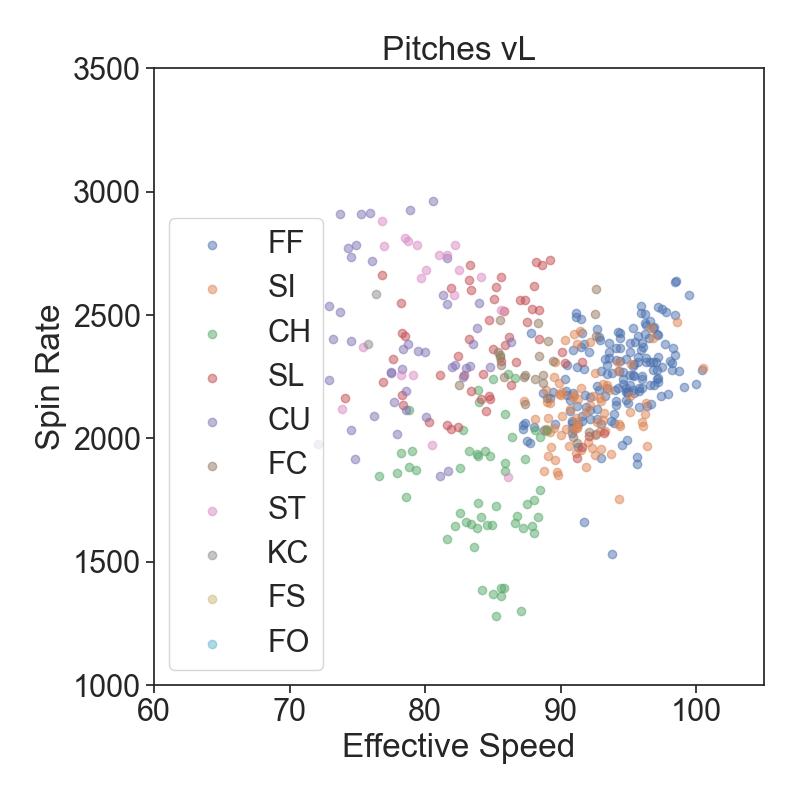 Pitches vL
3500
3000
2500
2000
1500
1000
Spin Rate
FF
SI
CH
SL
CU
FC
ST
KC
FS
FO
60 70 80 90 100
Effective Speed